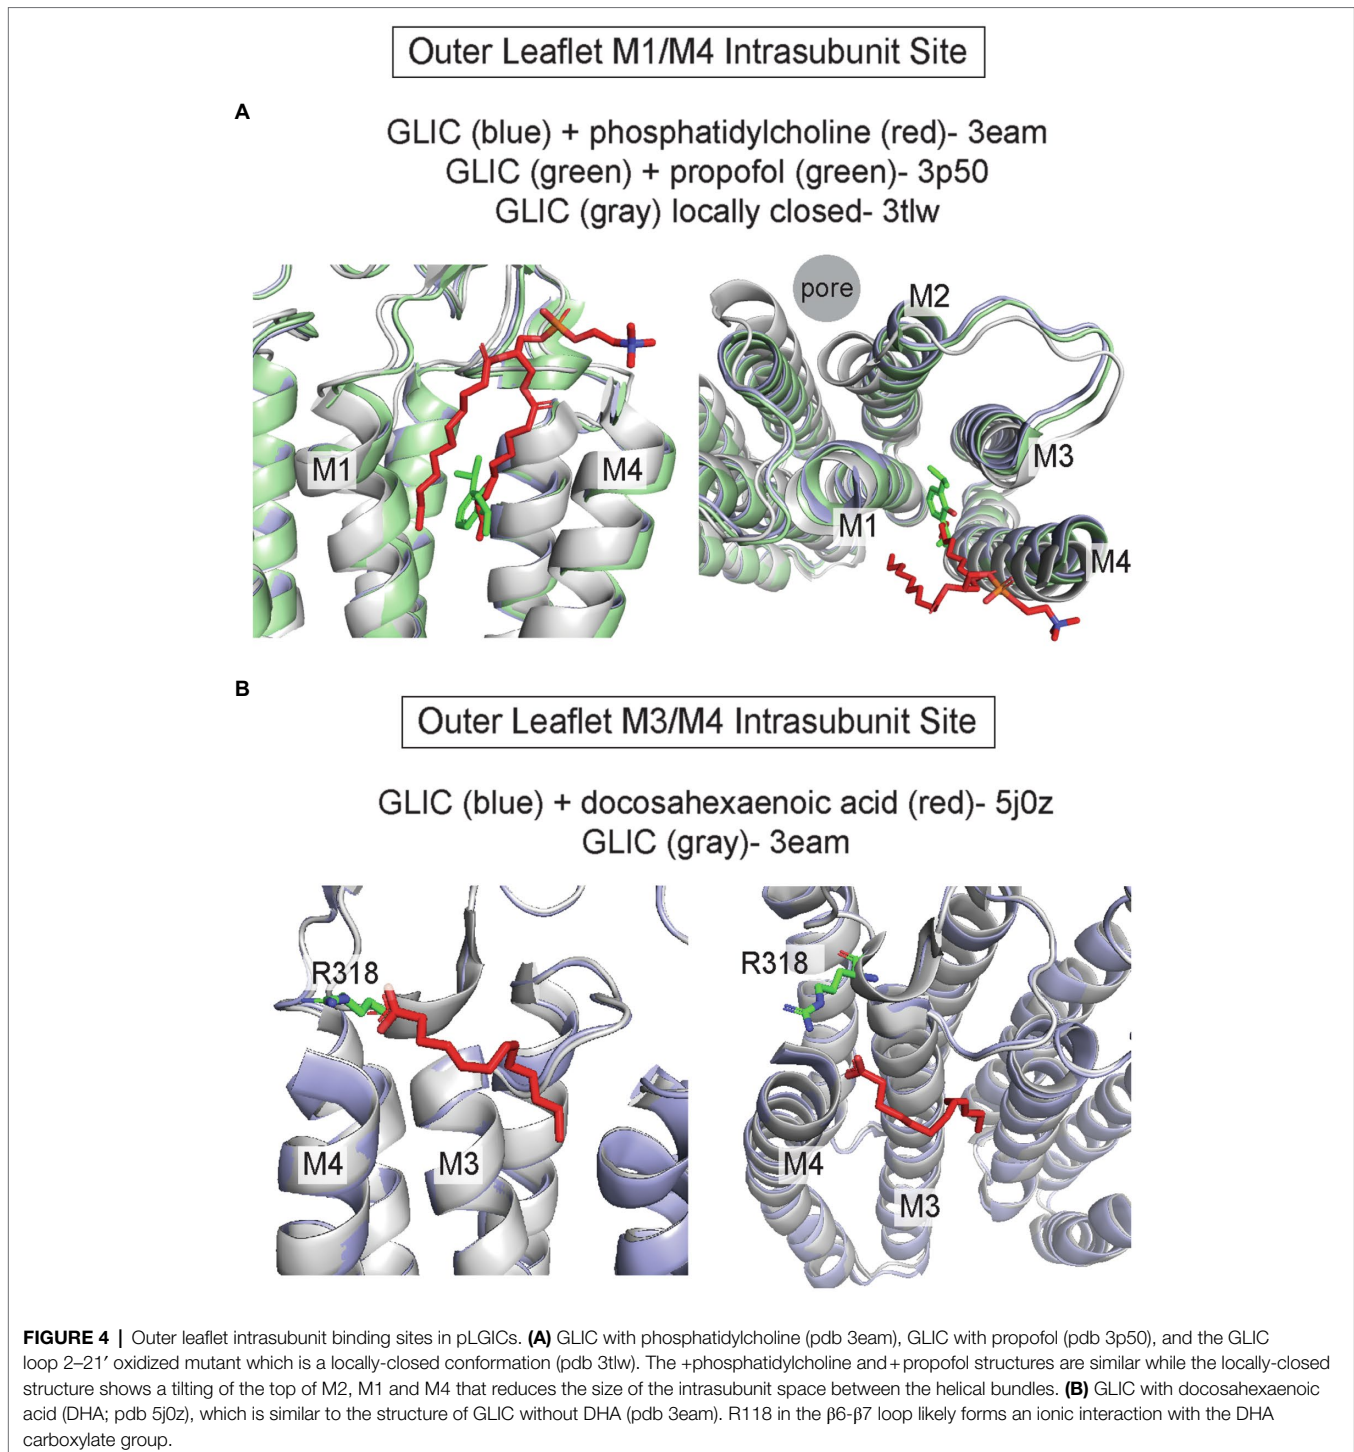 Outer Leaflet M1/M4 Intrasubunit Site
A
GLIC (blue) + phosphatidylcholine (red)- 3eam
GLIC (green) + propofol (green)- 3p50
GLIC (gray) locally closed- 3tlw
M1
M4
pore
M2
M3
M1
M4
B
Outer Leaflet M3/M4 Intrasubunit Site
GLIC (blue) + docosahexaenoic acid (red)- 5j0z
GLIC (gray)- 3eam
R318
M4
M3
R318
M4
M3
FIGURE 4 | Outer leaflet intrasubunit binding sites in pLGICs. (A) GLIC with phosphatidylcholine (pdb 3eam), GLIC with propofol (pdb 3p50), and the GLIC
loop 2–21′ oxidized mutant which is a locally-closed conformation (pdb 3tlw). The +phosphatidylcholine and +propofol structures are similar while the locally-closed
structure shows a tilting of the top of M2, M1 and M4 that reduces the size of the intrasubunit space between the helical bundles. (B) GLIC with docosahexaenoic
acid (DHA; pdb 5j0z), which is similar to the structure of GLIC without DHA (pdb 3eam). R118 in the β6-β7 loop likely forms an ionic interaction with the DHA
carboxylate group.